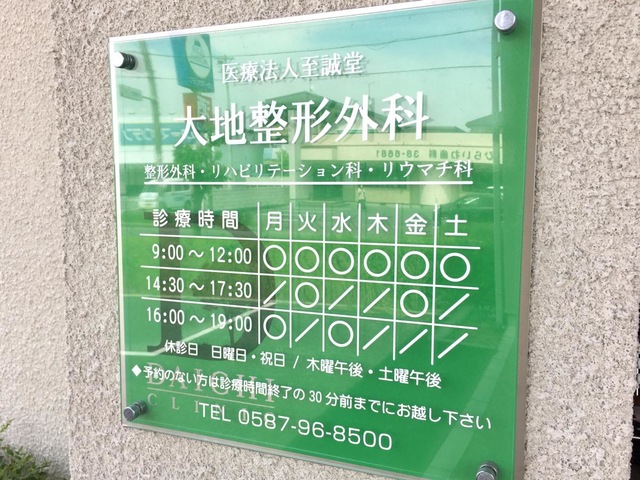 医療法人至誠堂
大地整形外科
整形外科・リハビリテーション科・リウマチ科
診療時間 月 火 水 木 金 土
9:00～12:00 ○ ○ ○ ○ ○ ○
14:30～17:30 ／ ○ ／ ／ ○ ／
16:00～19:00 ○ ／ ○ ／ ／ ／
休診日 日曜日・祝日 / 木曜午後・土曜午後
◆予約のない方は診療時間終了の30分前までにお越し下さい
DAICHI
TEL 0587-96-8500